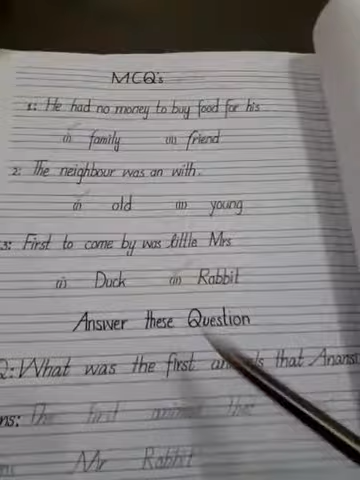 MCQ's
1: He had no money to buy food for his
(i) family (ii) friend
2: The neighbour was an with.
(i) old (ii) young
3: First to come by was little Mrs
(i) Duck (ii) Rabbit
Answer these Question
Q: What was the first that Anansi
ns: The first
Mr Rabbit